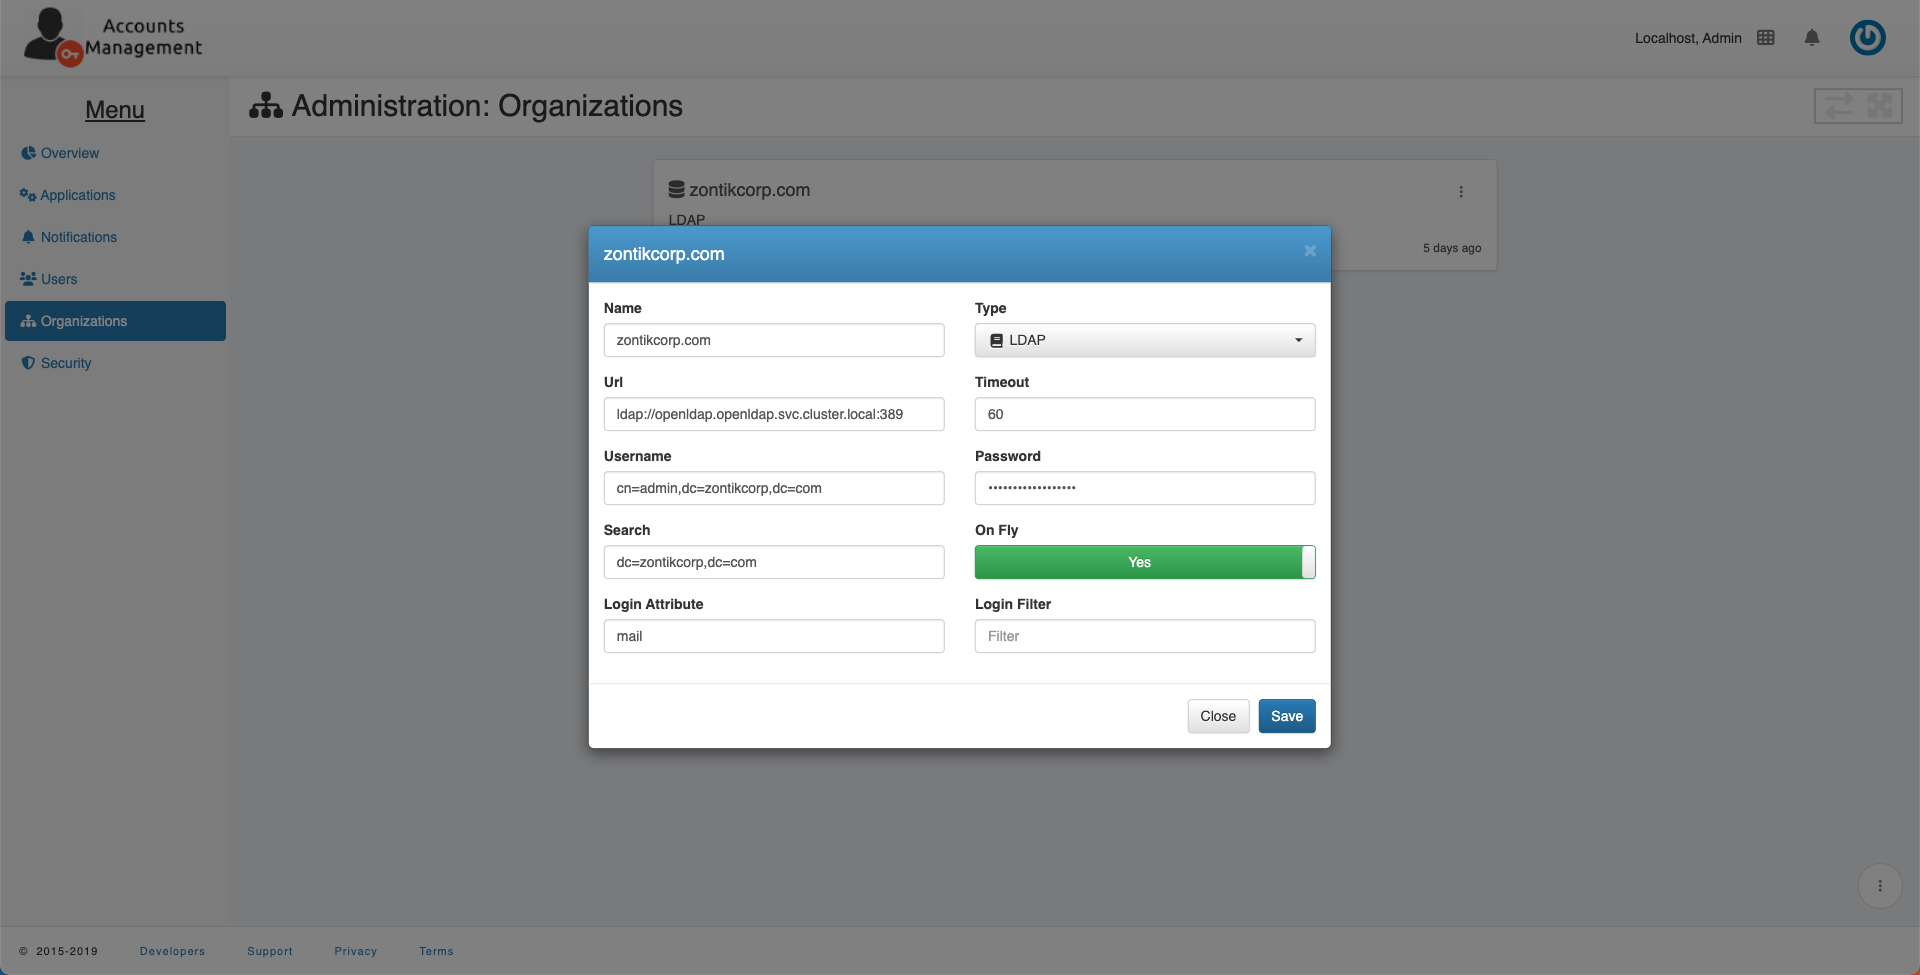 Accounts
Management
Localhost, Admin
Menu
Overview
Applications
Notifications
Users
Organizations
Security
Administration: Organizations
zontikcorp.com
LDAP
5 days ago
zontikcorp.com
Name
zontikcorp.com
Type
LDAP
Url
ldap://openldap.openldap.svc.cluster.local:389
Timeout
60
Username
cn=admin,dc=zontikcorp,dc=com
Password
••••••••••••••••••
Search
dc=zontikcorp,dc=com
On Fly
Yes
Login Attribute
mail
Login Filter
Filter
Close
Save
© 2015-2019
Developers
Support
Privacy
Terms